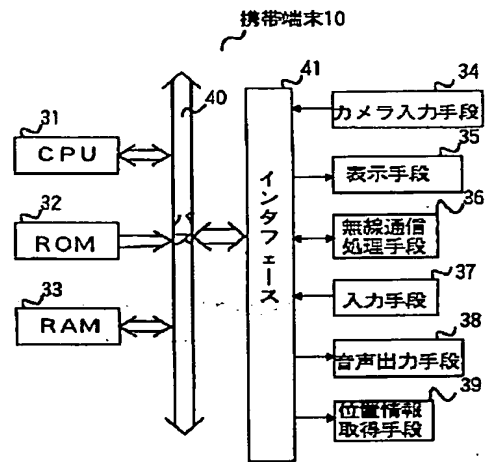 携帯端末10
31
CPU
32
ROM
33
RAM
40
バス
41
インタフェース
34
カメラ入力手段
35
表示手段
36
無線通信
処理手段
37
入力手段
38
音声出力手段
39
位置情報
取得手段